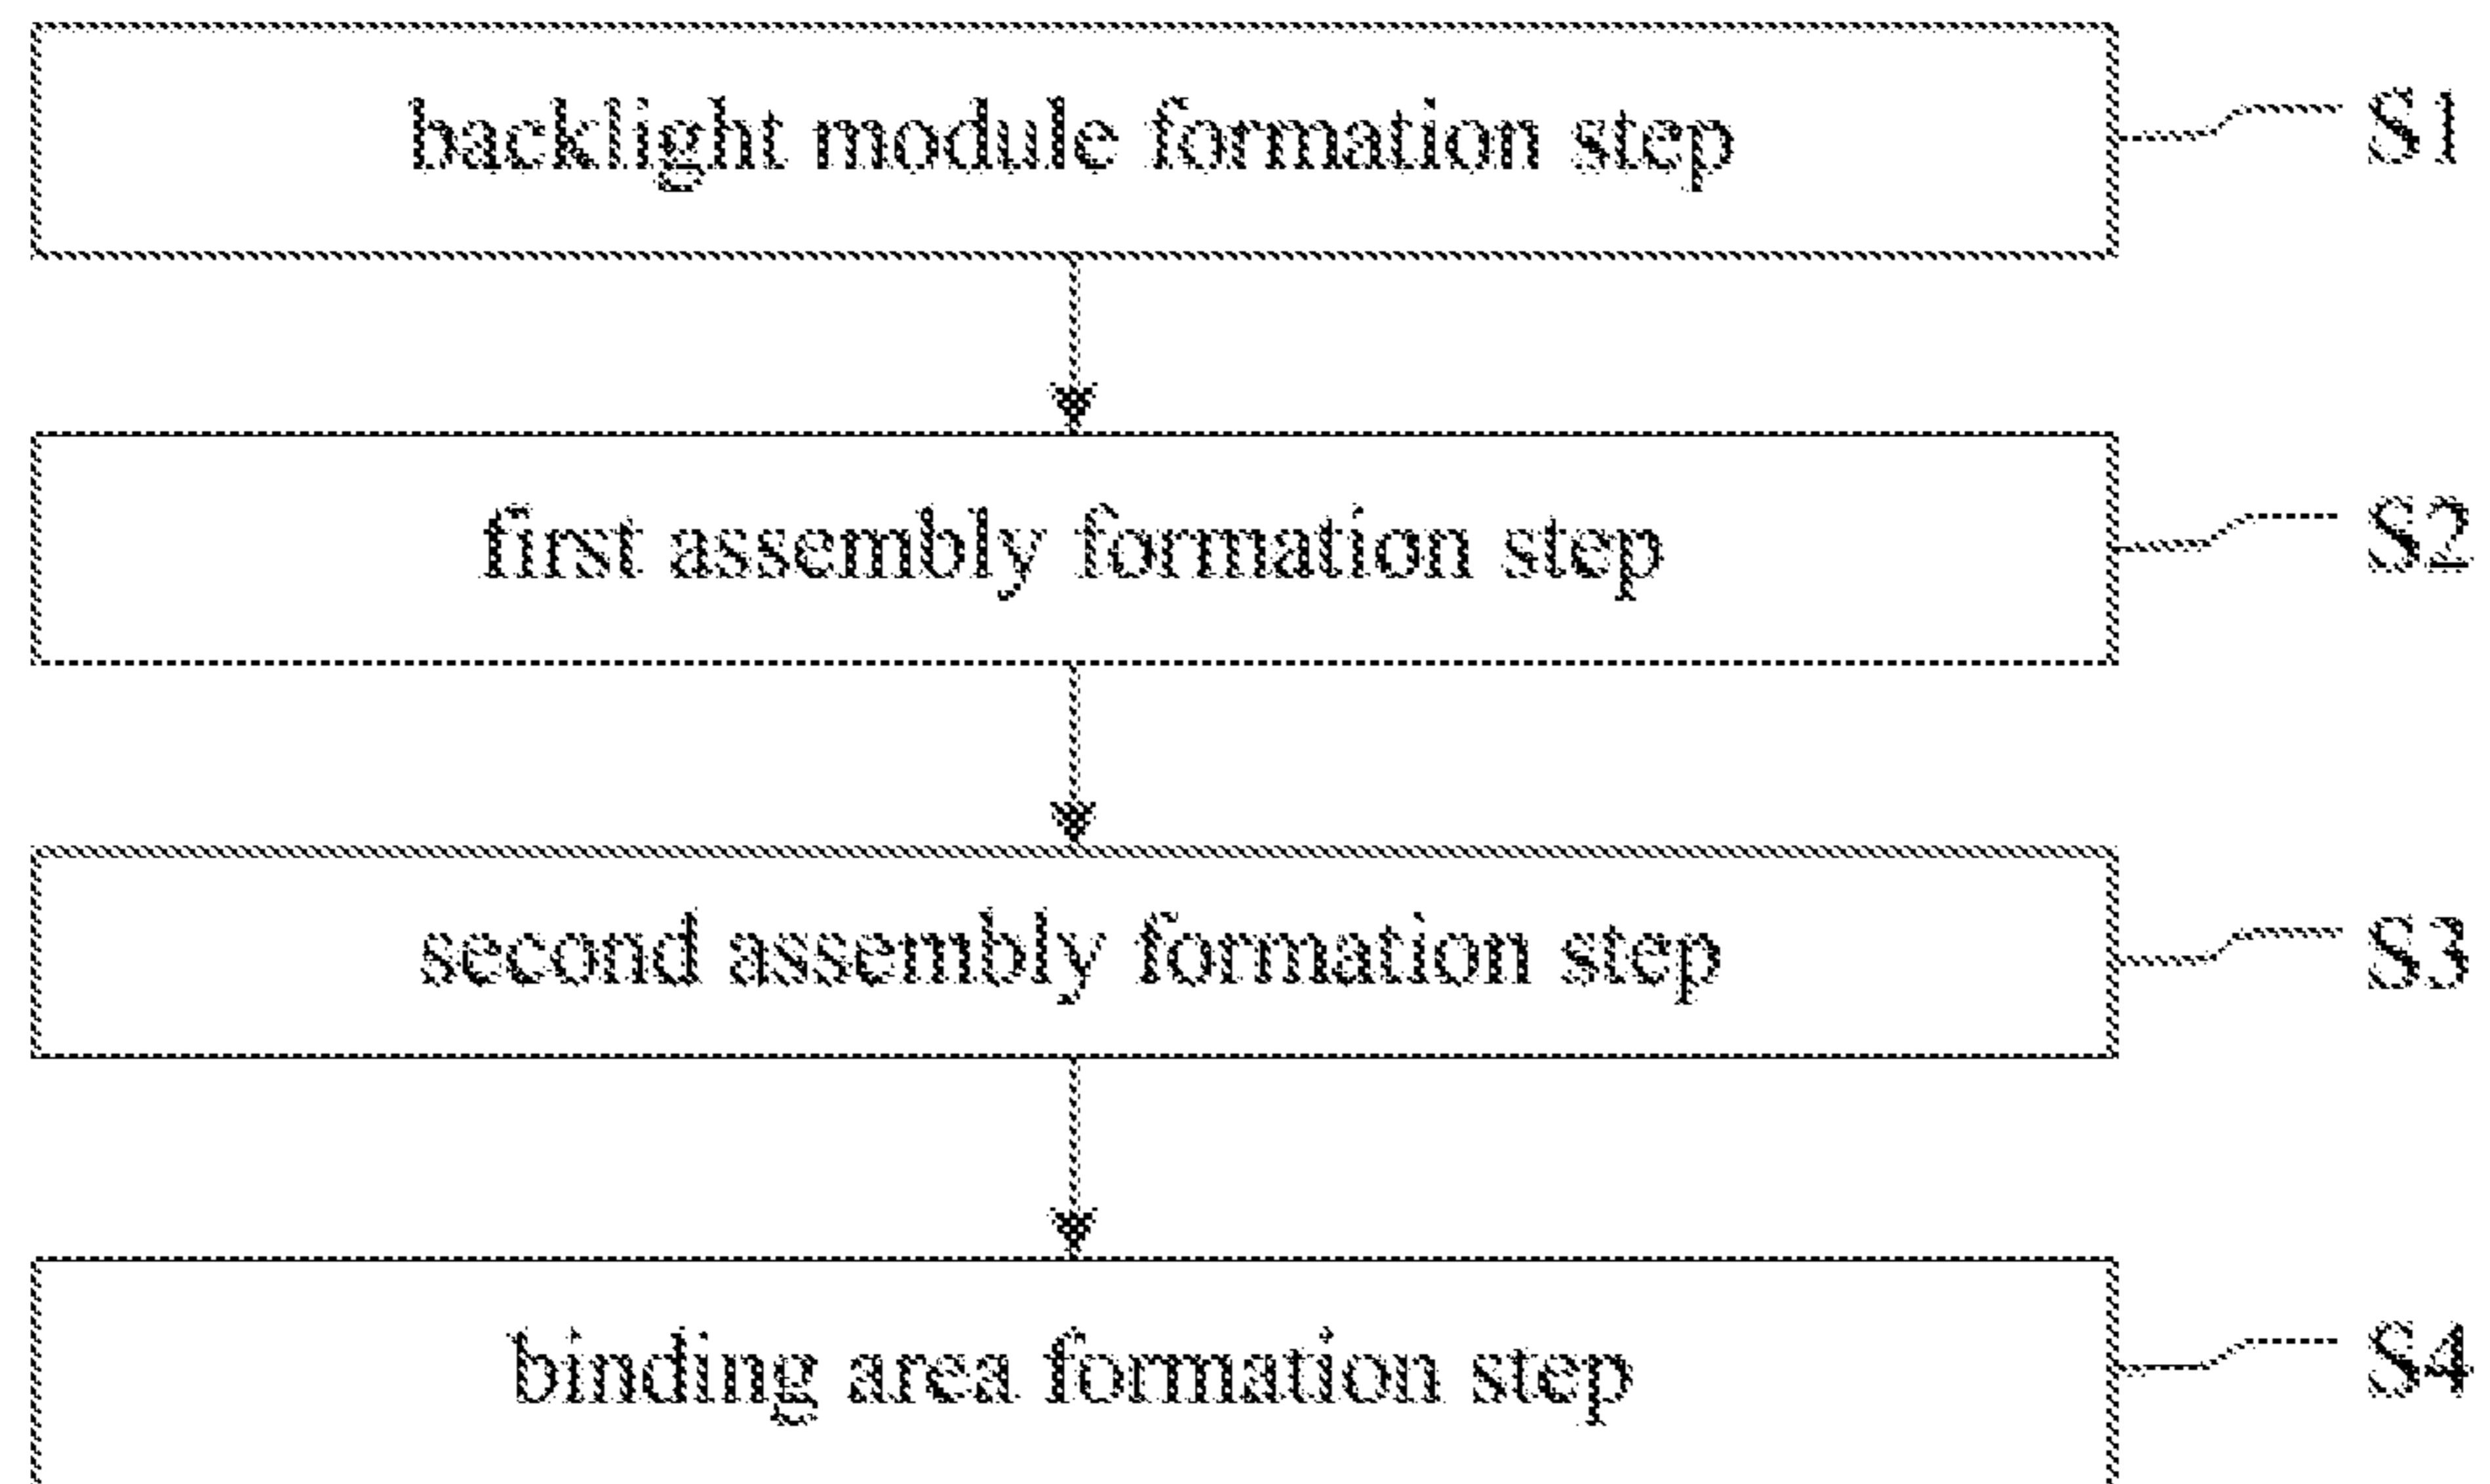 backlight module formation step S1
first assembly formation step S2
second assembly formation step S3
binding area formation step S4